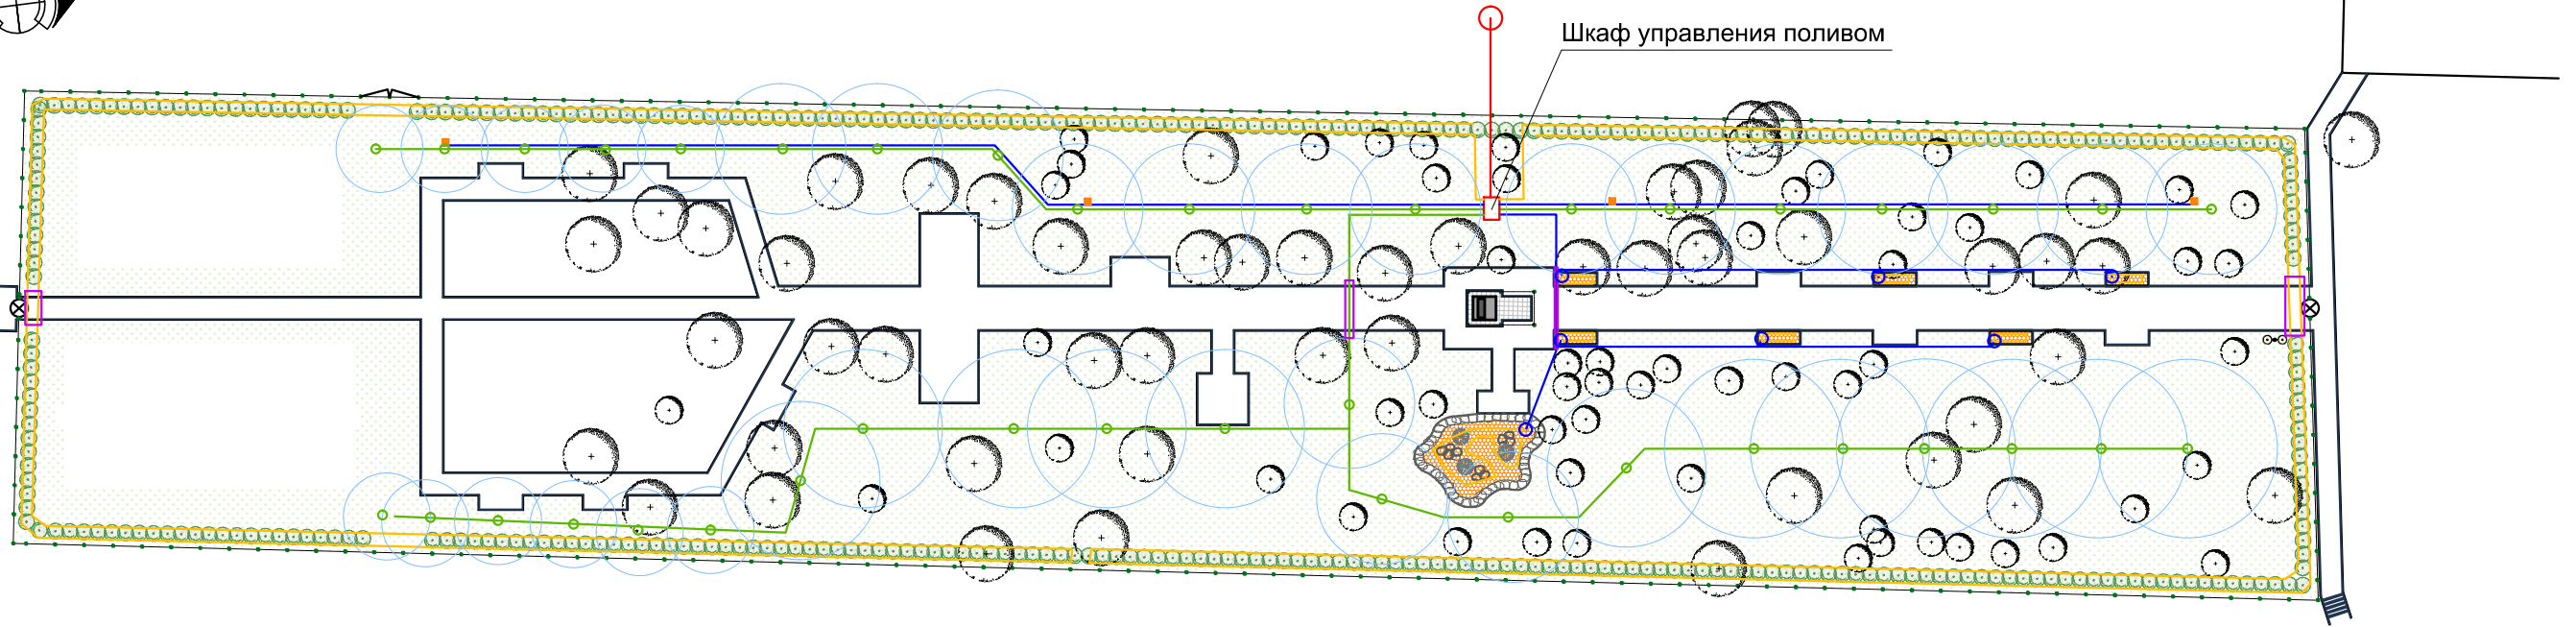 Шкаф управления поливом